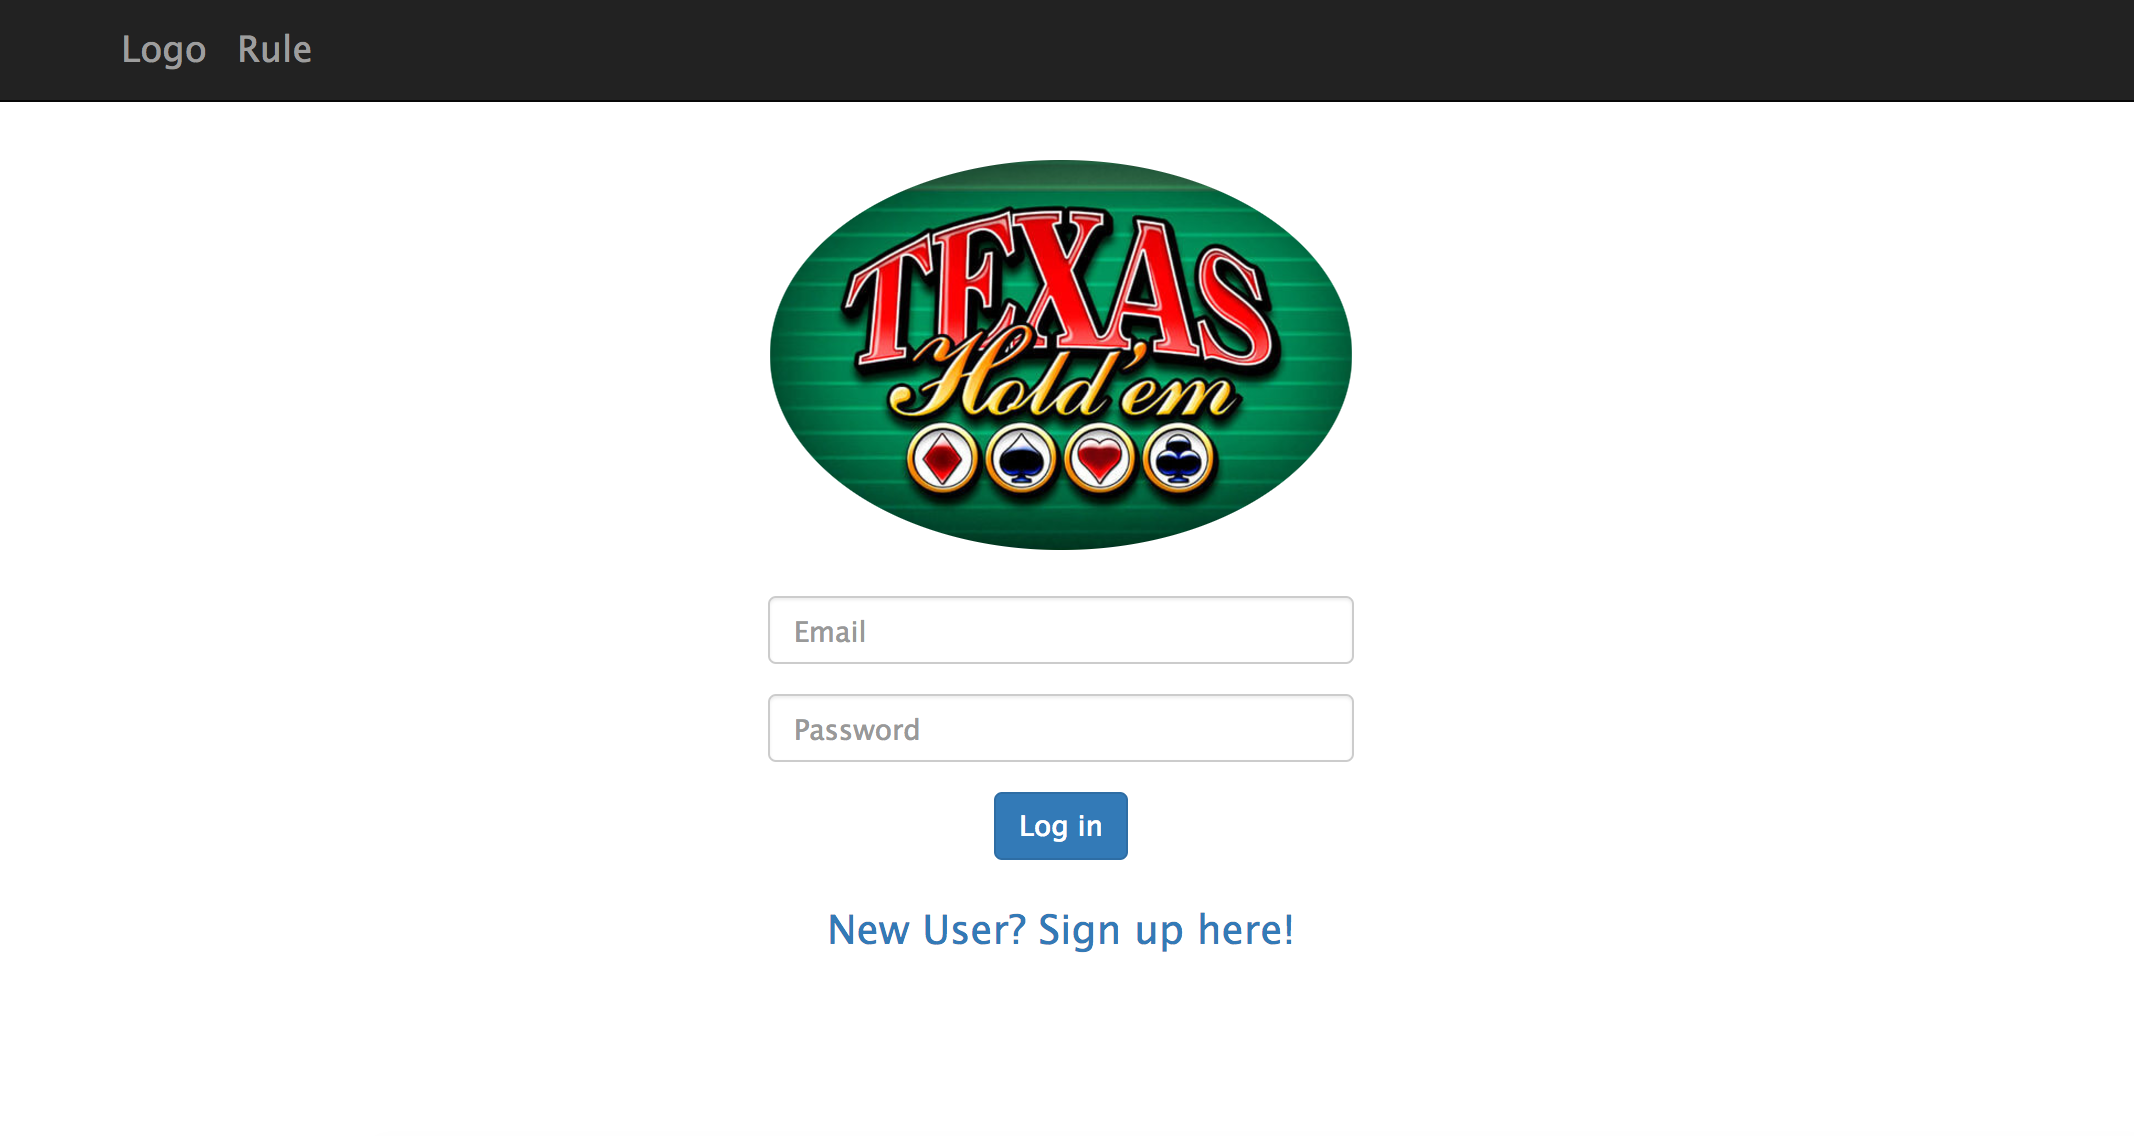 Logo Rule
TEXAS
Hold'em
Email
Password
Log in
New User? Sign up here!